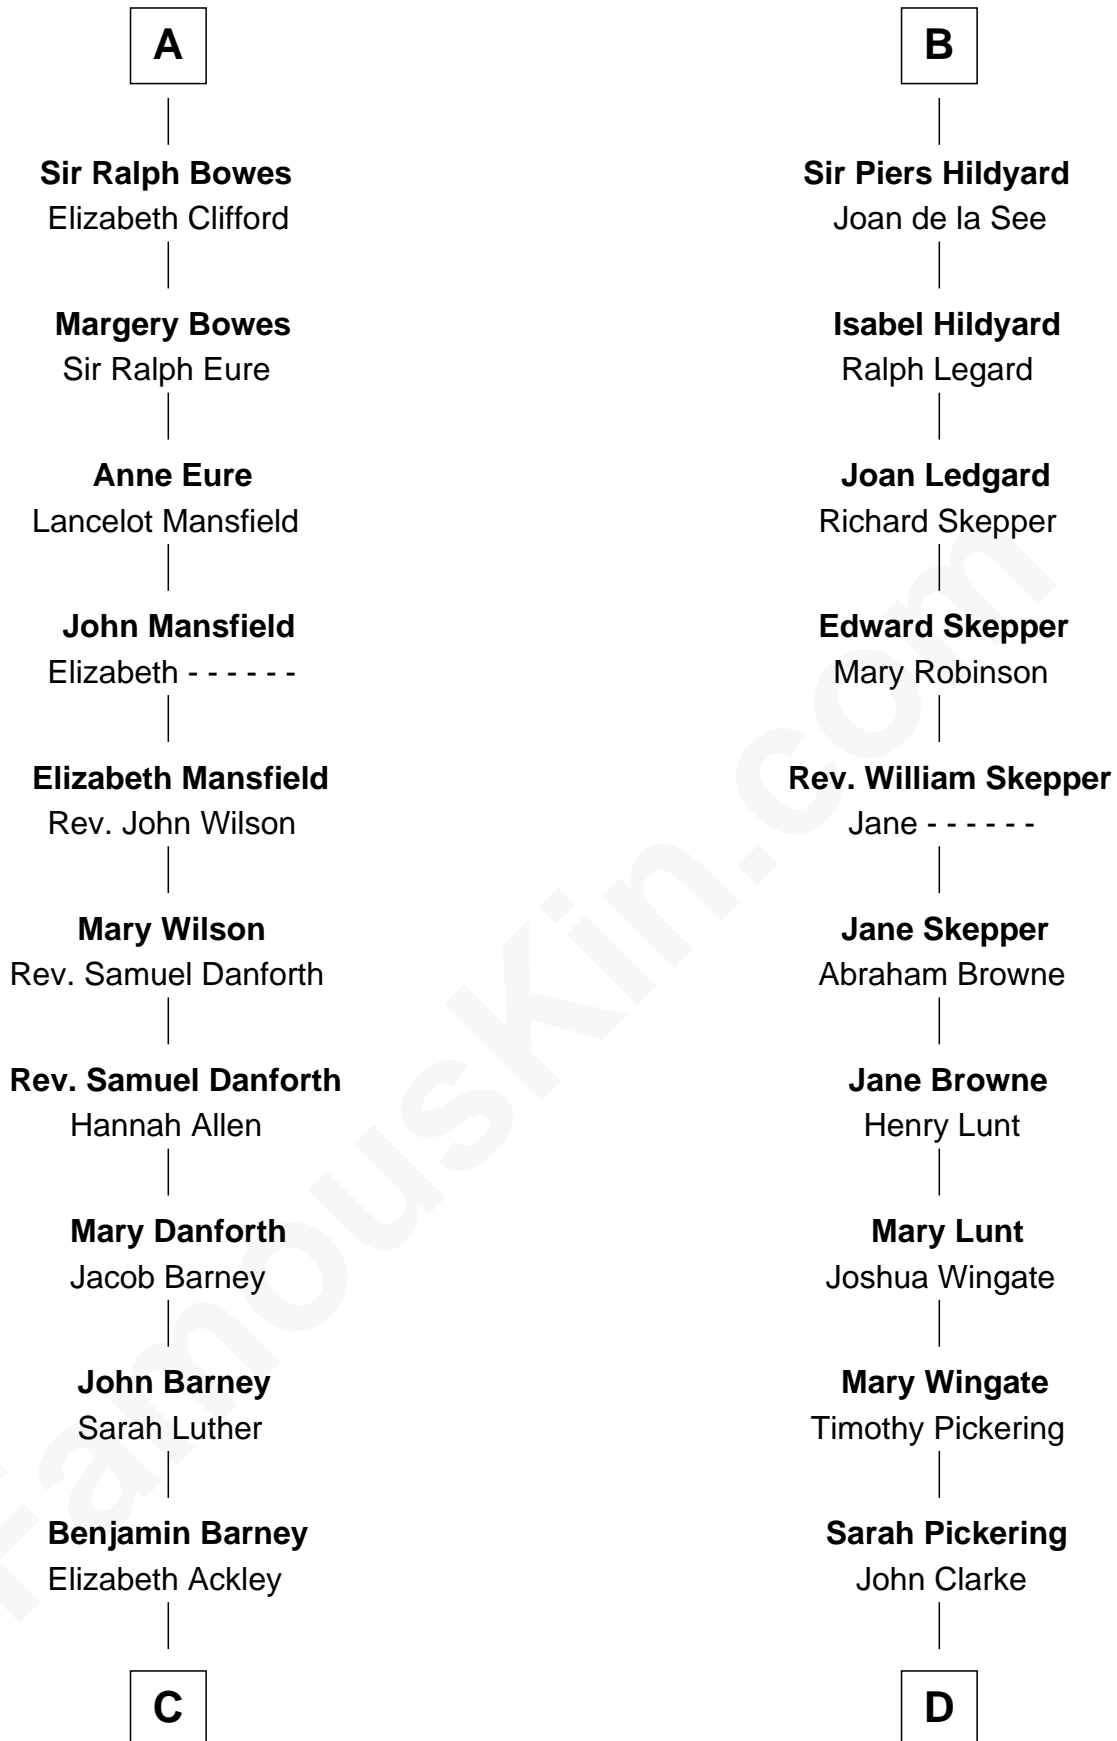 A
Sir Ralph Bowes
Elizabeth Clifford
Margery Bowes
Sir Ralph Eure
Anne Eure
Lancelot Mansfield
John Mansfield
Elizabeth - - - - - -
Elizabeth Mansfield
Rev. John Wilson
Mary Wilson
Rev. Samuel Danforth
Rev. Samuel Danforth
Hannah Allen
Mary Danforth
Jacob Barney
John Barney
Sarah Luther
Benjamin Barney
Elizabeth Ackley
C
B
Sir Piers Hildyard
Joan de la See
Isabel Hildyard
Ralph Legard
Joan Ledgard
Richard Skepper
Edward Skepper
Mary Robinson
Rev. William Skepper
Jane - - - - - -
Jane Skepper
Abraham Browne
Jane Browne
Henry Lunt
Mary Lunt
Joshua Wingate
Mary Wingate
Timothy Pickering
Sarah Pickering
John Clarke
D
FamousKin.com